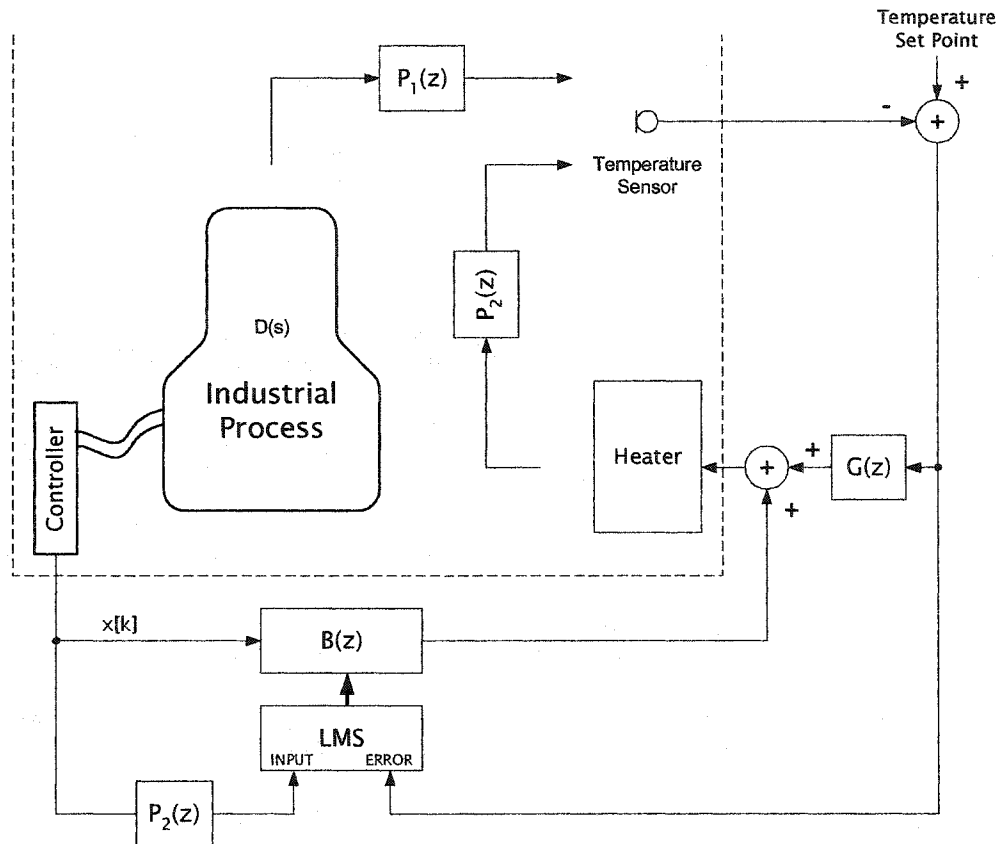 Temperature
Set Point
P1(z)
+
-
+
Temperature
Sensor
P2(z)
D(s)
Industrial
Process
Controller
Heater
+
+
G(z)
+
x[k]
B(z)
LMS
INPUT ERROR
P2(z)